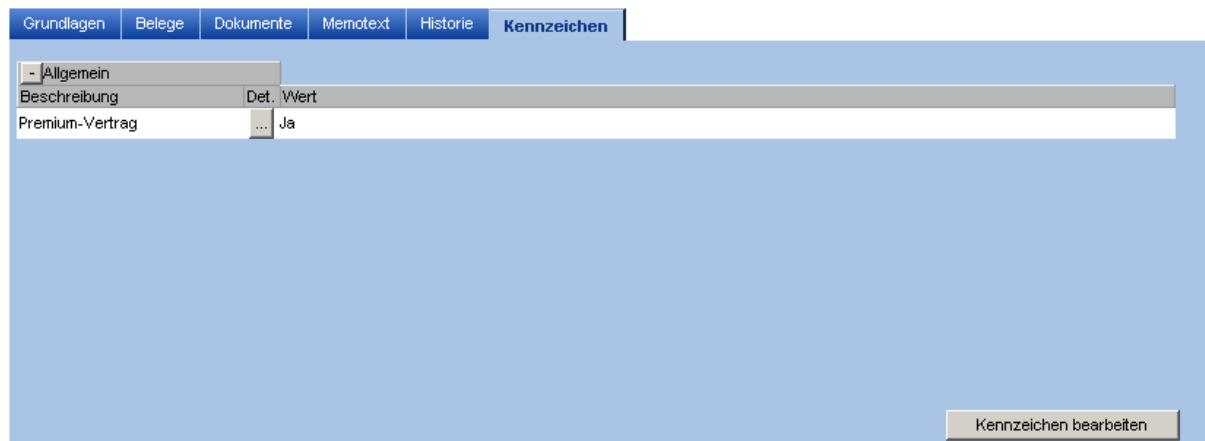 Grundlagen Belege Dokumente Memotext Historie Kennzeichen
- Allgemein
Beschreibung Det. Wert
Premium-Vertrag ... Ja
Kennzeichen bearbeiten